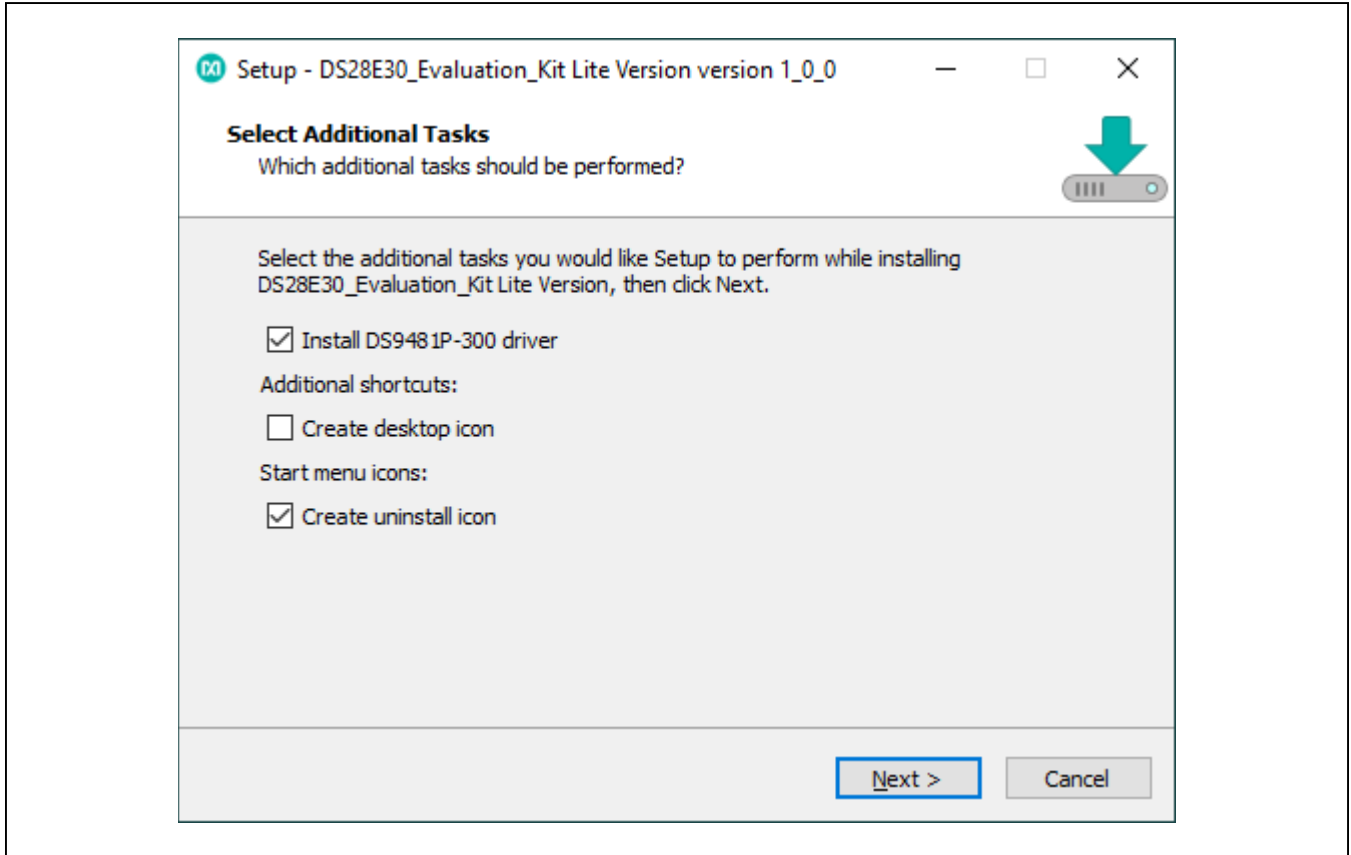 Setup - DS28E30_Evaluation_Kit Lite Version version 1_0_0
Select Additional Tasks
Which additional tasks should be performed?
Select the additional tasks you would like Setup to perform while installing
DS28E30_Evaluation_Kit Lite Version, then click Next.
Install DS9481P-300 driver
Additional shortcuts:
Create desktop icon
Start menu icons:
Create uninstall icon
Next >
Cancel